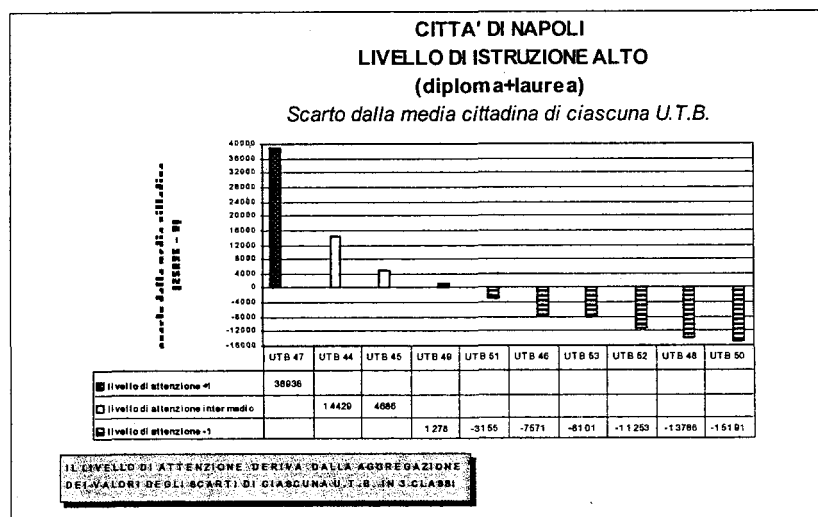 CITTA' DI NAPOLI
LIVELLO DI ISTRUZIONE ALTO
(diploma+laurea)
Scarto dalla media cittadina di ciascuna U.T.B.
scarto dalla media cittadina
40000
36000
32000
28000
24000
20000
16000
12000
8000
4000
0
-4000
-8000
-12000
-16000
UTB 47 UTB 44 UTB 45 UTB 49 UTB 51 UTB 46 UTB 53 UTB 52 UTB 48 UTB 50
livello di attenzione +1 38936
livello di attenzione intermedio 14429 4686
livello di attenzione -1 1278 -3155 -7571 -8101 -11253 -13786 -15191
IL LIVELLO DI ATTENZIONE DERIVA DALLA AGGREGAZIONE
DEI VALORI DEGLI SCARTI DI CIASCUNA U.T.B. IN 3 CLASSI